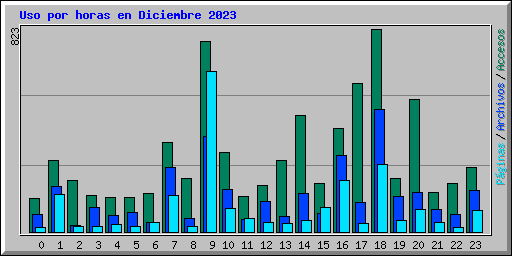 Uso por horas en Diciembre 2023
823
Páginas / Archivos / Accesos
0 1 2 3 4 5 6 7 8 9 10 11 12 13 14 15 16 17 18 19 20 21 22 23